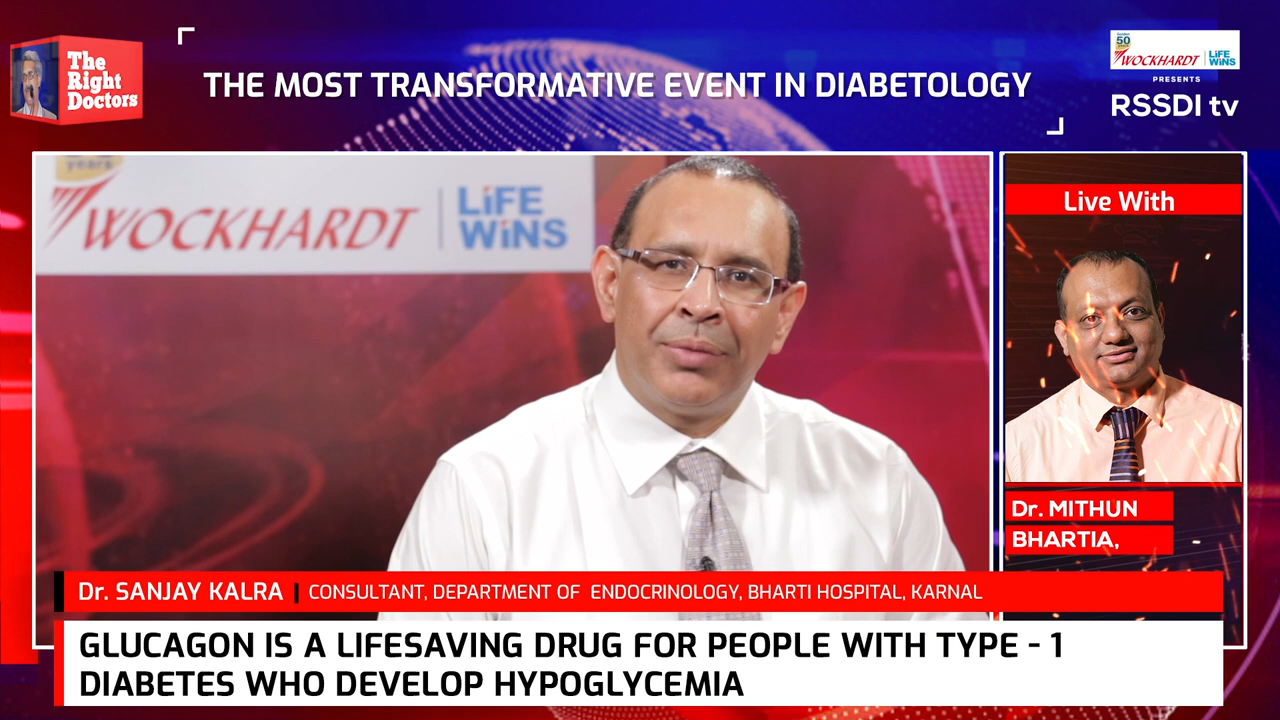 The
Right
Doctors
THE MOST TRANSFORMATIVE EVENT IN DIABETOLOGY
50
WOCKHARDT
LiFE
WiNS
PRESENTS
RSSDI tv
years
WOCKHARDT
LiFE
WiNS
Live With
Dr. MITHUN
BHARTIA,
Dr. SANJAY KALRA | CONSULTANT, DEPARTMENT OF ENDOCRINOLOGY, BHARTI HOSPITAL, KARNAL
GLUCAGON IS A LIFESAVING DRUG FOR PEOPLE WITH TYPE - 1
DIABETES WHO DEVELOP HYPOGLYCEMIA